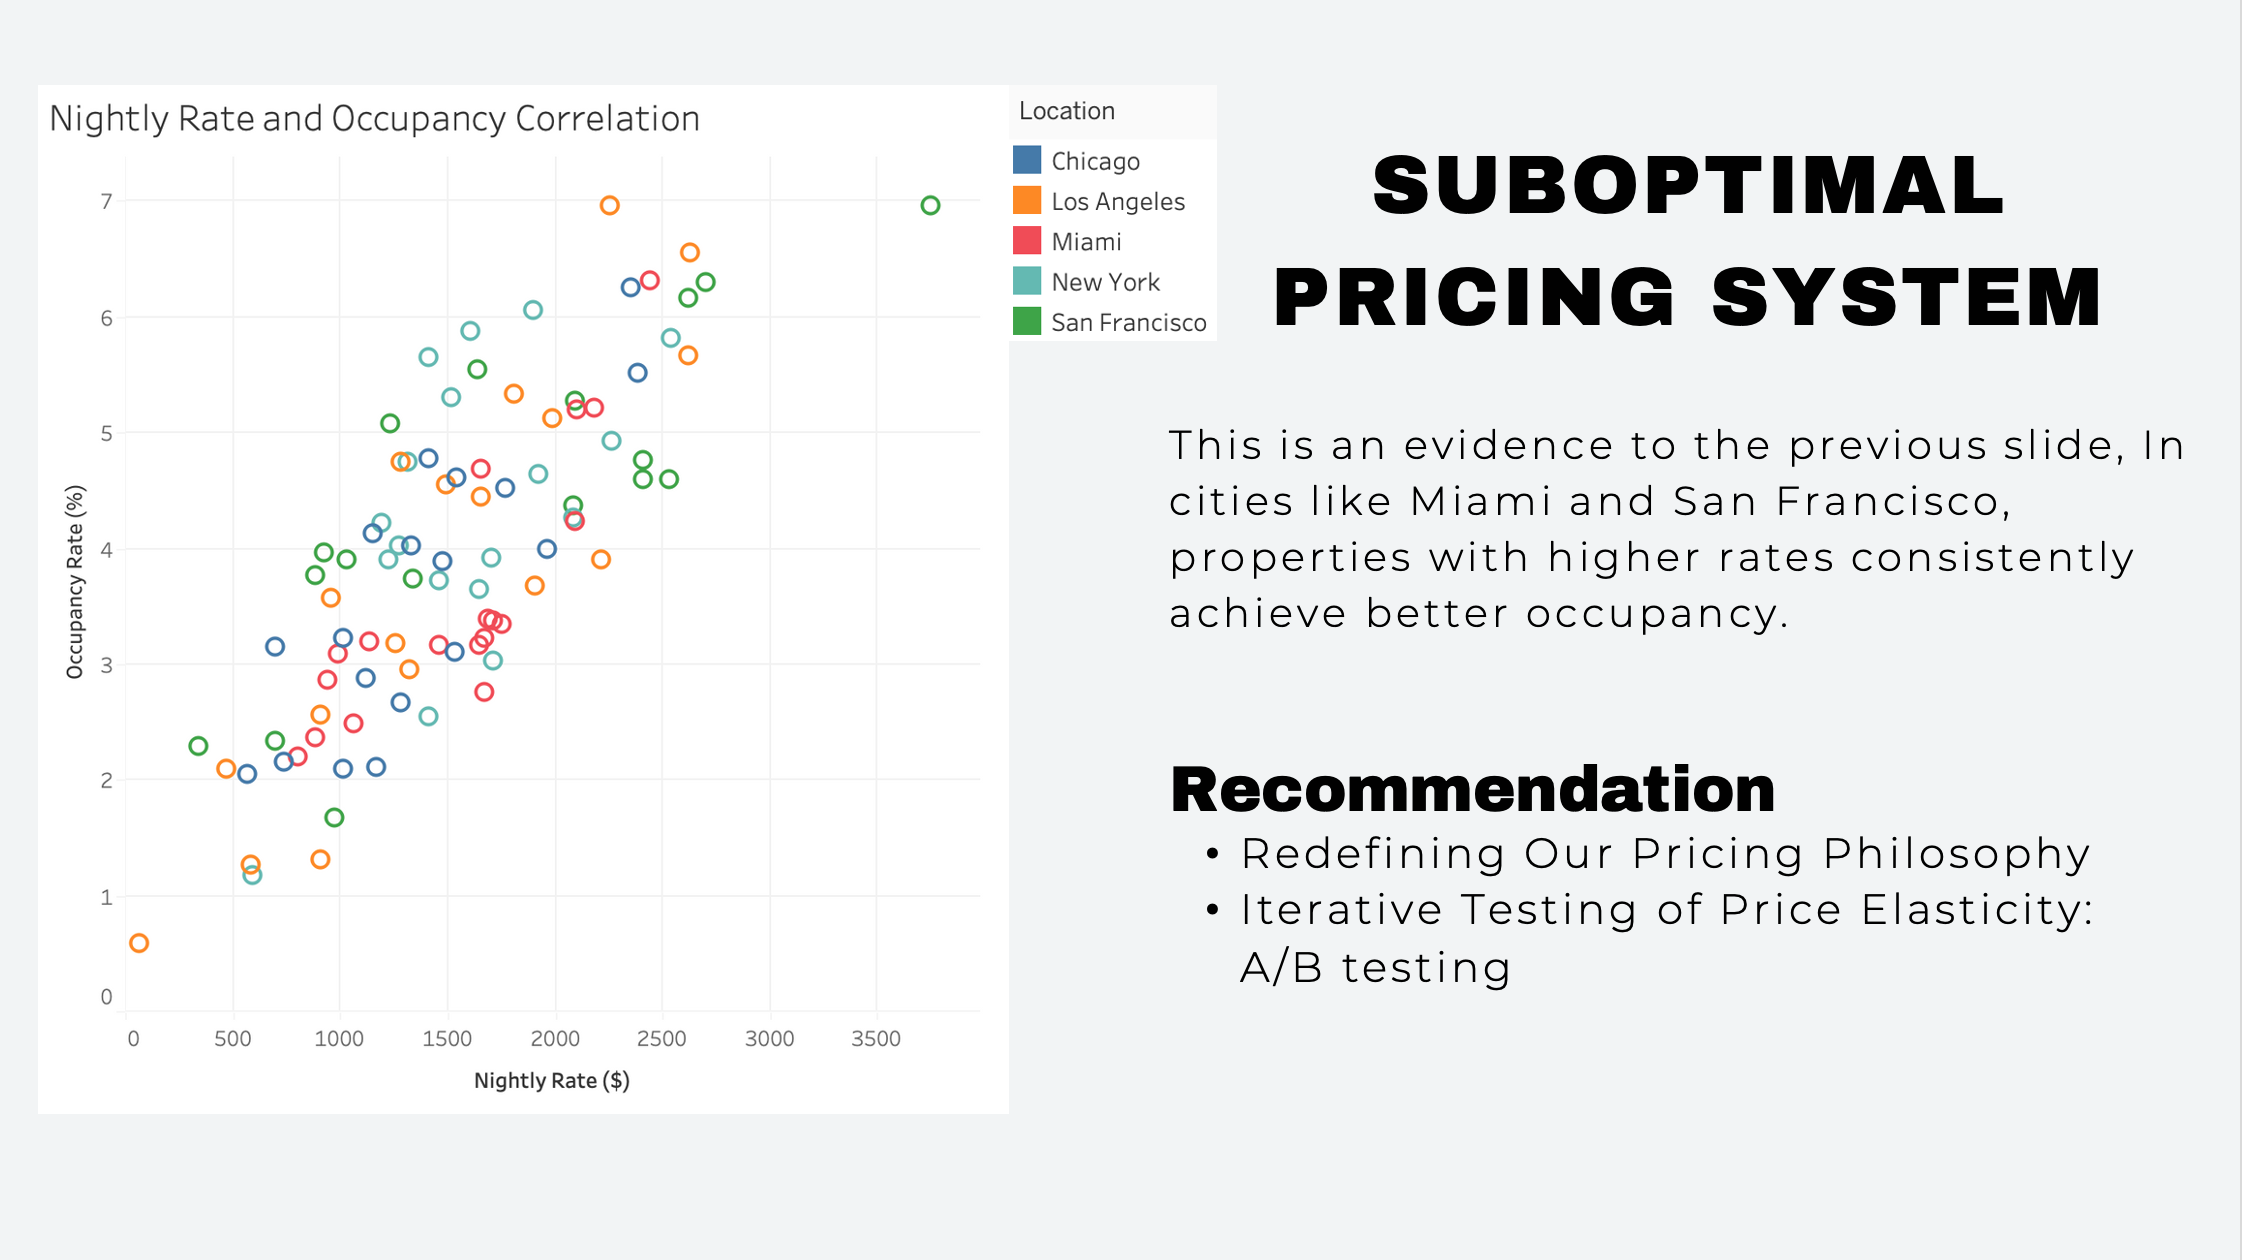 Nightly Rate and Occupancy Correlation
7
6
5
4
3
2
1
0
Occupancy Rate (%)
0 500 1000 1500 2000 2500 3000 3500
Nightly Rate ($)
Location
Chicago
Los Angeles
Miami
New York
San Francisco
SUBOPTIMAL
PRICING SYSTEM
This is an evidence to the previous slide, In
cities like Miami and San Francisco,
properties with higher rates consistently
achieve better occupancy.
Recommendation
• Redefining Our Pricing Philosophy
• Iterative Testing of Price Elasticity:
A/B testing